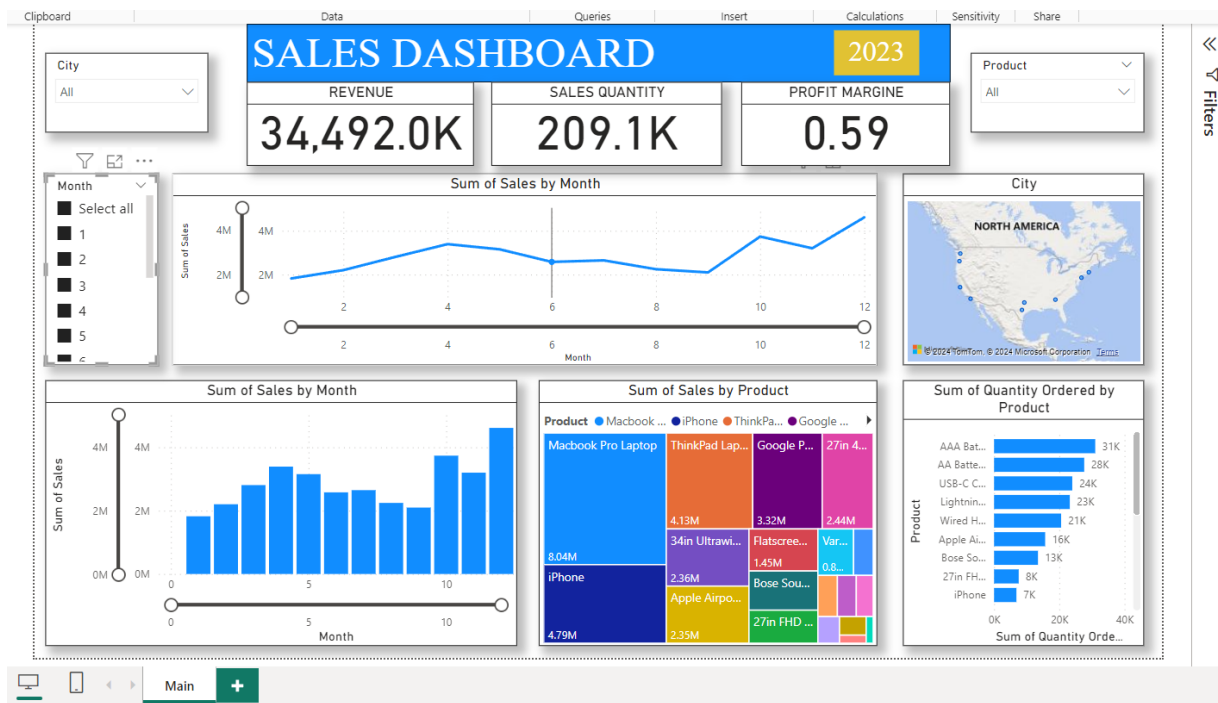 Clipboard Data Queries Insert Calculations Sensitivity Share
SALES DASHBOARD 2023
City
All
Product
All
REVENUE
34,492.0K
SALES QUANTITY
209.1K
PROFIT MARGINE
0.59
Filters
Month
Select all
1
2
3
4
5
Sum of Sales by Month
Sum of Sales
4M
2M
4M
2M
2 4 6 8 10 12
2 4 6 8 10 12
Month
City
NORTH AMERICA
© 2024 TomTom, © 2024 Microsoft Corporation Terms
Sum of Sales by Month
Sum of Sales
4M
2M
0M
4M
2M
0M
0 5 10
0 5 10
Month
Sum of Sales by Product
Product Macbook ... iPhone ThinkPa... Google ...
Macbook Pro Laptop
8.04M
iPhone
4.79M
ThinkPad Lap...
4.13M
Google P...
3.32M
27in 4...
2.44M
34in Ultrawi...
2.36M
Apple Airpo...
2.35M
Flatscree...
1.45M
Var...
0.8...
Bose Sou...
27in FHD ...
Sum of Quantity Ordered by
Product
Product
AAA Bat... 31K
AA Batte... 28K
USB-C C... 24K
Lightnin... 23K
Wired H... 21K
Apple Ai... 16K
Bose So... 13K
27in FH... 8K
iPhone 7K
0K 20K 40K
Sum of Quantity Orde...
Main